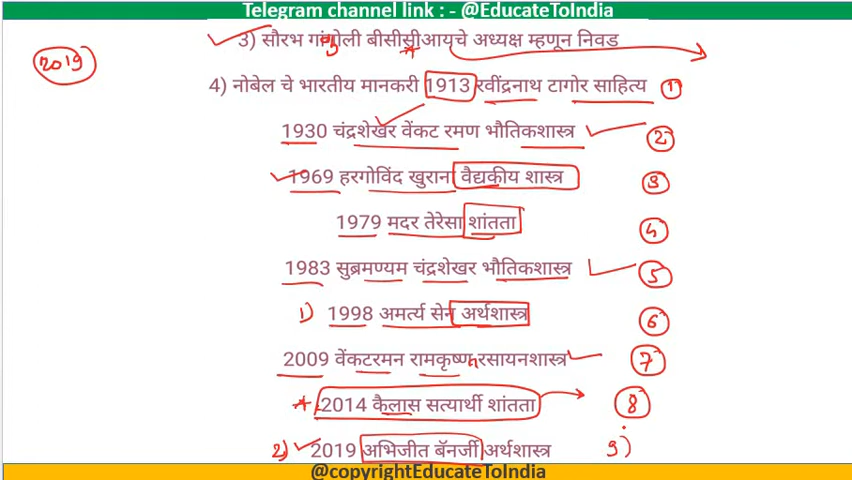 Telegram channel link : - @EducateToIndia
2019
3) सौरभ गांगोली बीसीसीआयचे अध्यक्ष म्हणून निवड
4) नोबेल चे भारतीय मानकरी 1913 रवींद्रनाथ टागोर साहित्य 1
1930 चंद्रशेखर वेंकट रमण भौतिकशास्त्र 2
1969 हरगोविंद खुराना वैद्यकीय शास्त्र 3
1979 मदर तेरेसा शांतता 4
1983 सुब्रमण्यम चंद्रशेखर भौतिकशास्त्र 5
1) 1998 अमर्त्य सेन अर्थशास्त्र 6
2009 वेंकटरमन रामकृष्णन रसायनशास्त्र 7
2014 कैलास सत्यार्थी शांतता 8
2) 2019 अभिजीत बॅनर्जी अर्थशास्त्र 9)
@copyrightEducateToIndia